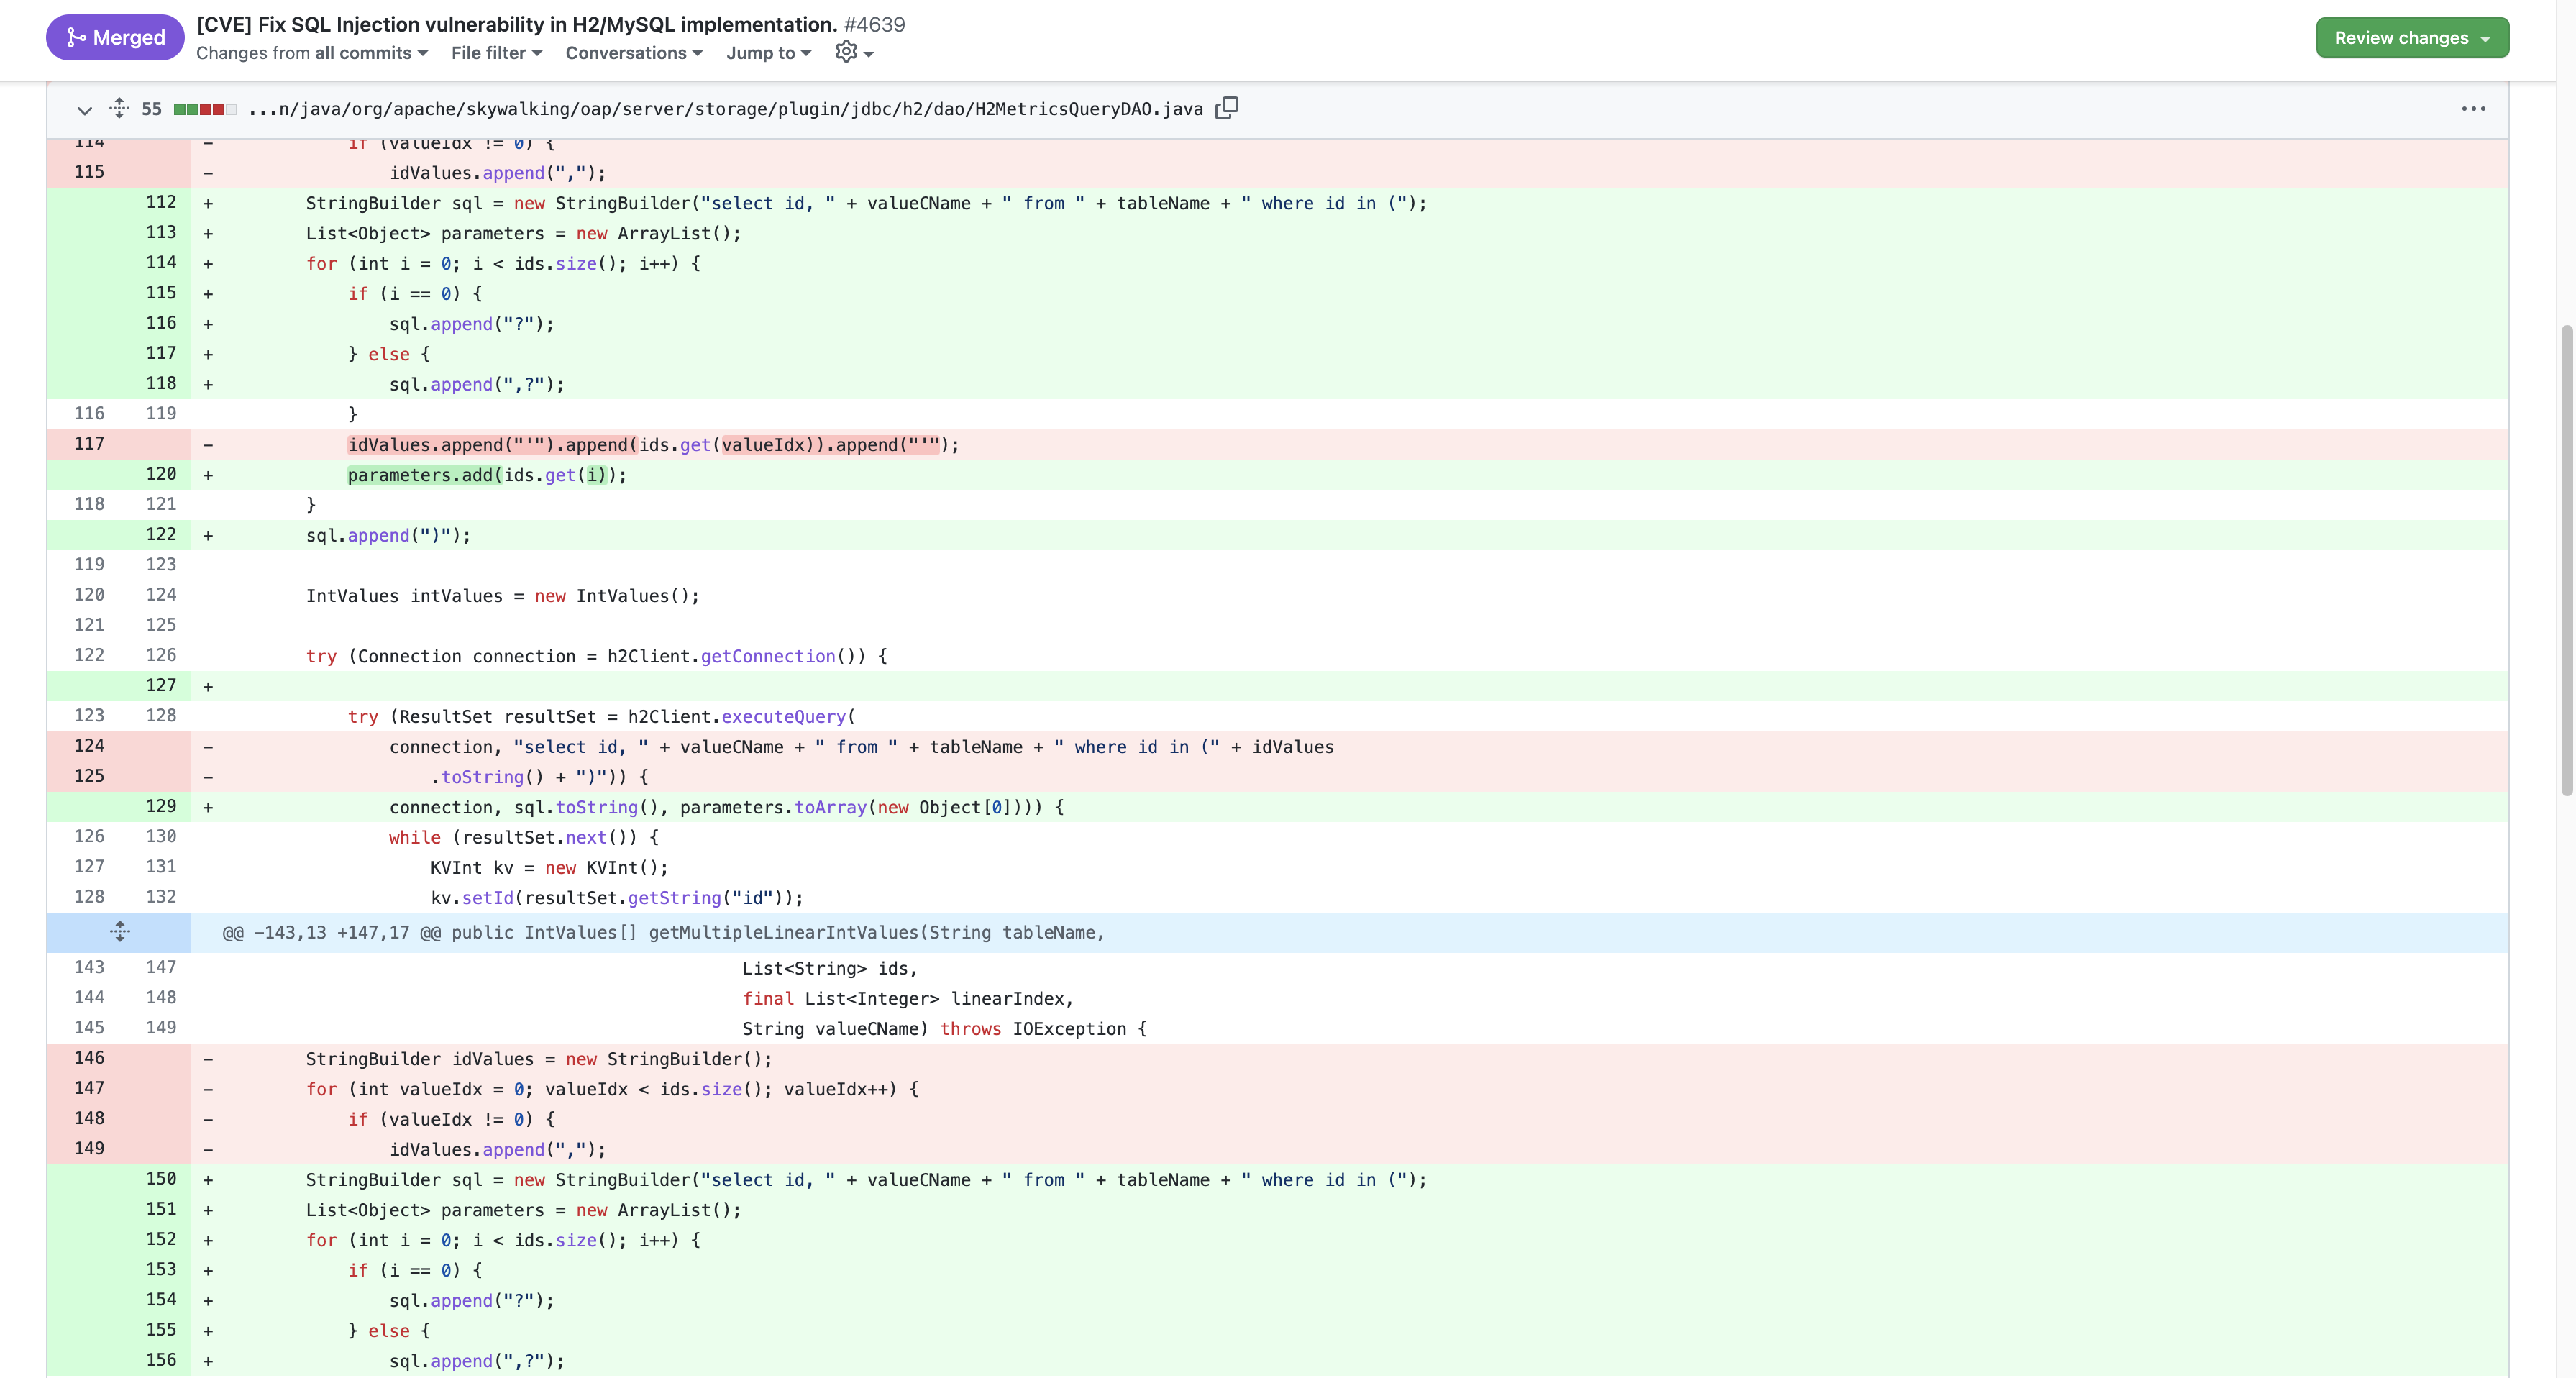 Merged
[CVE] Fix SQL Injection vulnerability in H2/MySQL implementation. #4639
Changes from all commits File filter Conversations Jump to
Review changes
55 ...n/java/org/apache/skywalking/oap/server/storage/plugin/jdbc/h2/dao/H2MetricsQueryDAO.java
114 - if (valueIdx != 0) {
115 - idValues.append(",");
112 + StringBuilder sql = new StringBuilder("select id, " + valueCName + " from " + tableName + " where id in (");
113 + List<Object> parameters = new ArrayList();
114 + for (int i = 0; i < ids.size(); i++) {
115 + if (i == 0) {
116 + sql.append("?");
117 + } else {
118 + sql.append(",?");
116 119 }
117 - idValues.append("'").append(ids.get(valueIdx)).append("'");
120 + parameters.add(ids.get(i));
118 121 }
122 + sql.append(")");
119 123
120 124 IntValues intValues = new IntValues();
121 125
122 126 try (Connection connection = h2Client.getConnection()) {
127 +
123 128 try (ResultSet resultSet = h2Client.executeQuery(
124 - connection, "select id, " + valueCName + " from " + tableName + " where id in (" + idValues
125 - .toString() + ")")) {
129 + connection, sql.toString(), parameters.toArray(new Object[0]))) {
126 130 while (resultSet.next()) {
127 131 KVInt kv = new KVInt();
128 132 kv.setId(resultSet.getString("id"));
@@ -143,13 +147,17 @@ public IntValues[] getMultipleLinearIntValues(String tableName,
143 147 List<String> ids,
144 148 final List<Integer> linearIndex,
145 149 String valueCName) throws IOException {
146 - StringBuilder idValues = new StringBuilder();
147 - for (int valueIdx = 0; valueIdx < ids.size(); valueIdx++) {
148 - if (valueIdx != 0) {
149 - idValues.append(",");
150 + StringBuilder sql = new StringBuilder("select id, " + valueCName + " from " + tableName + " where id in (");
151 + List<Object> parameters = new ArrayList();
152 + for (int i = 0; i < ids.size(); i++) {
153 + if (i == 0) {
154 + sql.append("?");
155 + } else {
156 + sql.append(",?");